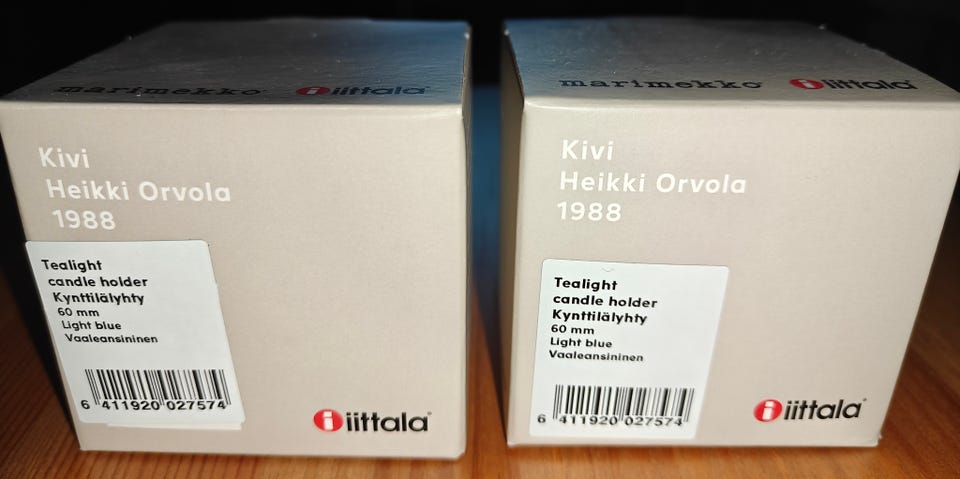 marimekko iittala
Kivi
Heikki Orvola
1988
Tealight
candle holder
Kynttilälyhty
60 mm
Light blue
Vaaleansininen
6 411920 027574
iittala
marimekko iittala
Kivi
Heikki Orvola
1988
Tealight
candle holder
Kynttilälyhty
60 mm
Light blue
Vaaleansininen
6 411920 027574
iittala